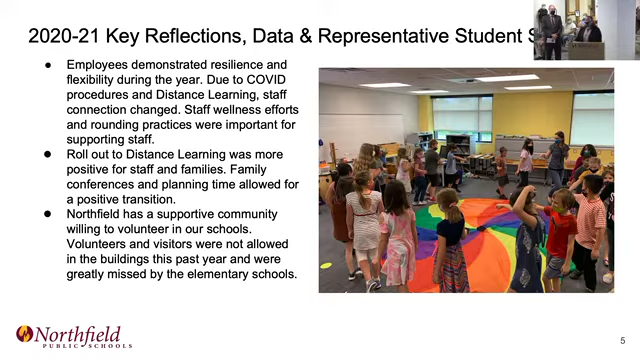 2020-21 Key Reflections, Data & Representative Student S
● Employees demonstrated resilience and
flexibility during the year. Due to COVID
procedures and Distance Learning, staff
connection changed. Staff wellness efforts
and rounding practices were important for
supporting staff.
● Roll out to Distance Learning was more
positive for staff and families. Family
conferences and planning time allowed for
a positive transition.
● Northfield has a supportive community
willing to volunteer in our schools.
Volunteers and visitors were not allowed
in the buildings this past year and were
greatly missed by the elementary schools.
Northfield
PUBLIC SCHOOLS
5